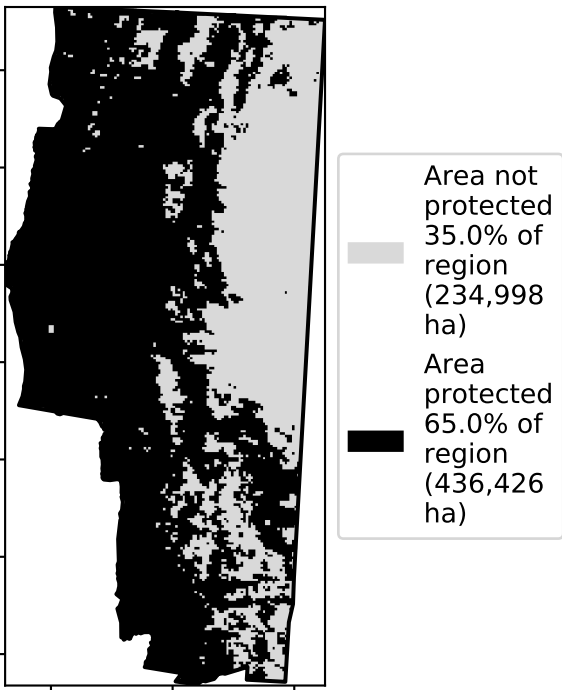 Area not
protected
35.0% of
region
(234,998
ha)
Area
protected
65.0% of
region
(436,426
ha)